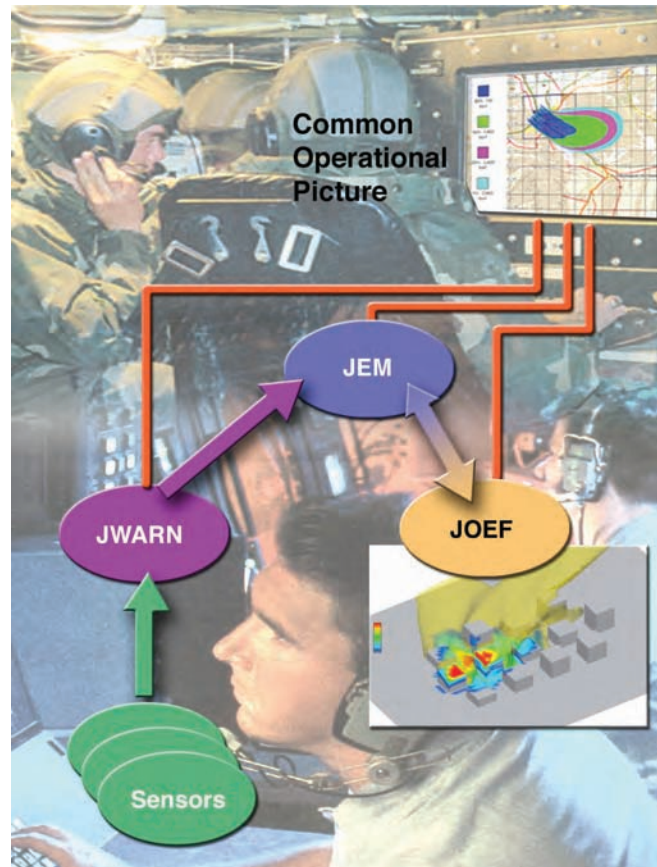 Common
Operational
Picture
JEM
JWARN
JOEF
Sensors